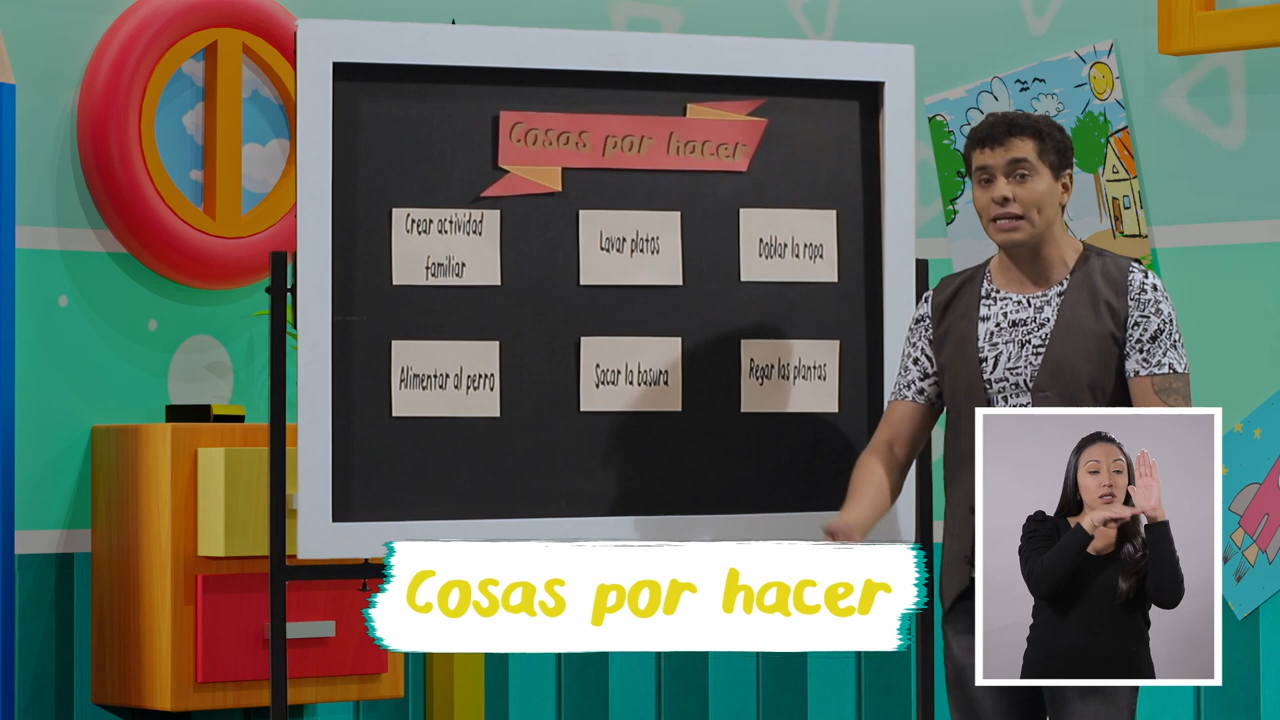 Cosas por hacer
Crear actividad
familiar
Lavar platos
Doblar la ropa
Alimentar al perro
Sacar la basura
Regar las plantas
UNDER
Cosas por hacer